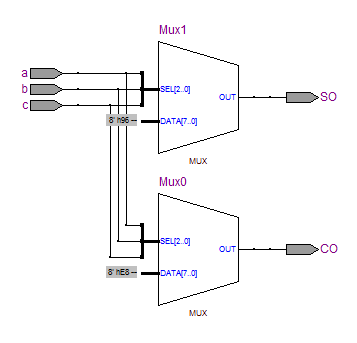 Mux1
a
b
c
SEL[2..0]
OUT
SO
8' h96
DATA[7..0]
MUX
Mux0
SEL[2..0]
OUT
CO
8' hE8
DATA[7..0]
MUX